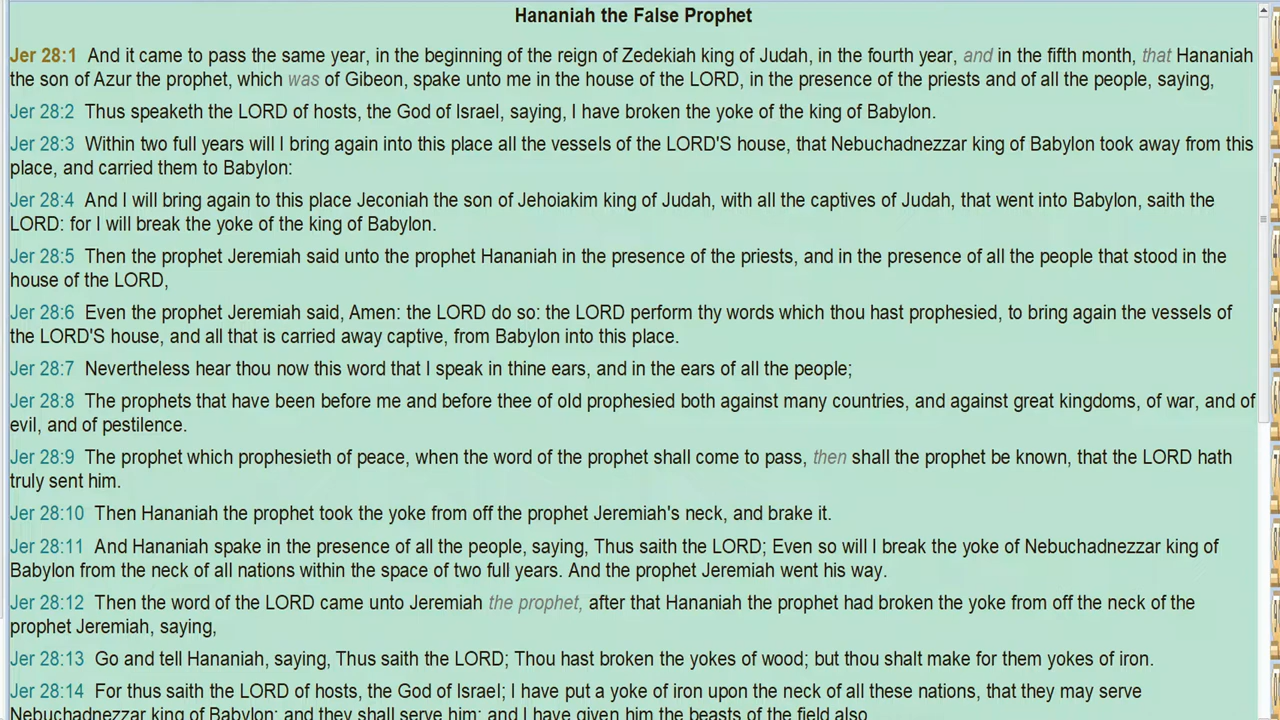 Hananiah the False Prophet
Jer 28:1 And it came to pass the same year, in the beginning of the reign of Zedekiah king of Judah, in the fourth year, and in the fifth month, that Hananiah
the son of Azur the prophet, which was of Gibeon, spake unto me in the house of the LORD, in the presence of the priests and of all the people, saying,
Jer 28:2 Thus speaketh the LORD of hosts, the God of Israel, saying, I have broken the yoke of the king of Babylon.
Jer 28:3 Within two full years will I bring again into this place all the vessels of the LORD'S house, that Nebuchadnezzar king of Babylon took away from this
place, and carried them to Babylon:
Jer 28:4 And I will bring again to this place Jeconiah the son of Jehoiakim king of Judah, with all the captives of Judah, that went into Babylon, saith the
LORD: for I will break the yoke of the king of Babylon.
Jer 28:5 Then the prophet Jeremiah said unto the prophet Hananiah in the presence of the priests, and in the presence of all the people that stood in the
house of the LORD,
Jer 28:6 Even the prophet Jeremiah said, Amen: the LORD do so: the LORD perform thy words which thou hast prophesied, to bring again the vessels of
the LORD'S house, and all that is carried away captive, from Babylon into this place.
Jer 28:7 Nevertheless hear thou now this word that I speak in thine ears, and in the ears of all the people;
Jer 28:8 The prophets that have been before me and before thee of old prophesied both against many countries, and against great kingdoms, of war, and of
evil, and of pestilence.
Jer 28:9 The prophet which prophesieth of peace, when the word of the prophet shall come to pass, then shall the prophet be known, that the LORD hath
truly sent him.
Jer 28:10 Then Hananiah the prophet took the yoke from off the prophet Jeremiah's neck, and brake it.
Jer 28:11 And Hananiah spake in the presence of all the people, saying, Thus saith the LORD; Even so will I break the yoke of Nebuchadnezzar king of
Babylon from the neck of all nations within the space of two full years. And the prophet Jeremiah went his way.
Jer 28:12 Then the word of the LORD came unto Jeremiah the prophet, after that Hananiah the prophet had broken the yoke from off the neck of the
prophet Jeremiah, saying,
Jer 28:13 Go and tell Hananiah, saying, Thus saith the LORD; Thou hast broken the yokes of wood; but thou shalt make for them yokes of iron.
Jer 28:14 For thus saith the LORD of hosts, the God of Israel; I have put a yoke of iron upon the neck of all these nations, that they may serve
Nebuchadnezzar king of Babylon; and they shall serve him: and I have given him the beasts of the field also